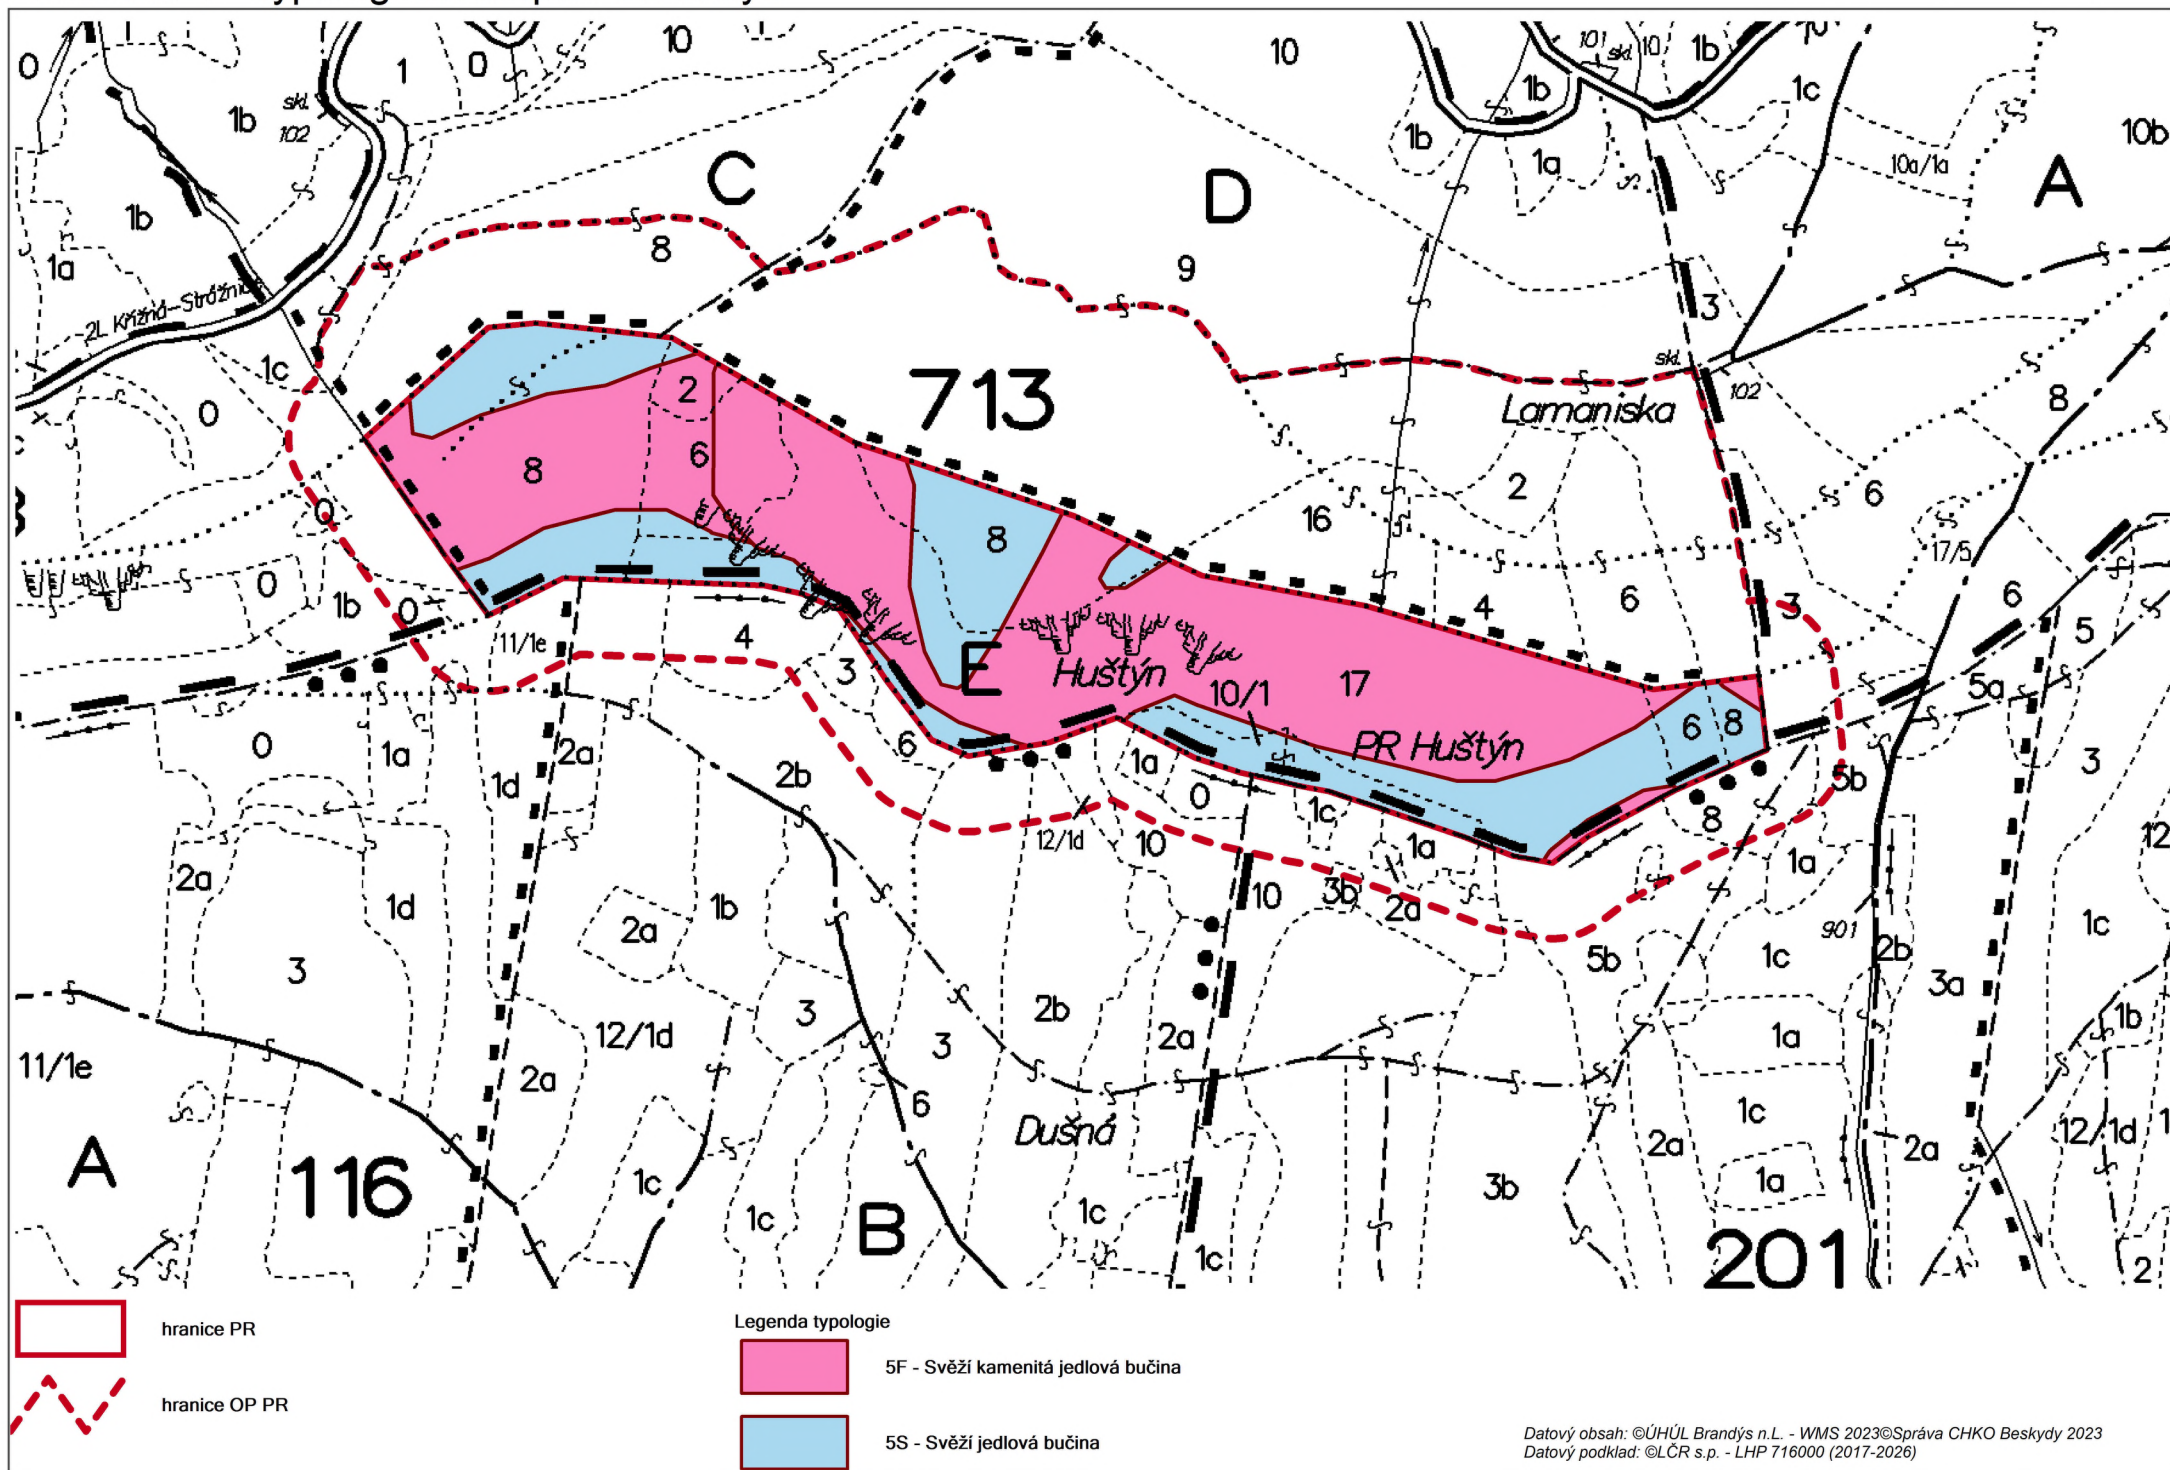 10
10
101
skl.
10
1b
0
1
0
1b
1c
skl.
102
1b
1b
1a
10a/1a
10b
C
D
A
1b
8
9
1a
2L Křižná-Strážnice
3
1c
713
skl.
102
2
Lamaniska
8
0
6
8
2
16
6
0
8
17/5
0
1b
0
4
6
3
6
5
11/1e
4
3
E
Huštýn
10/1
17
6
8
5a
0
1a
1d
2a
2b
6
1a
0
PR Huštýn
5b
3
12/1d
10
1c
1a
8
1a
12
2a
1d
1b
2a
10
3b
2a
901
2b
1c
3
5b
1c
3a
12/1d
3
3
2b
2a
1a
1b
11/1e
2a
6
1c
12/1d
A
116
1c
1c
B
Dušná
1c
1c
3b
2a
1a
2a
201
2
hranice PR
hranice OP PR
Legenda typologie
5F - Svěží kamenitá jedlová bučina
5S - Svěží jedlová bučina
Datový obsah: ©ÚHÚL Brandýs n.L. - WMS 2023©Správa CHKO Beskydy 2023
Datový podklad: ©LČR s.p. - LHP 716000 (2017-2026)